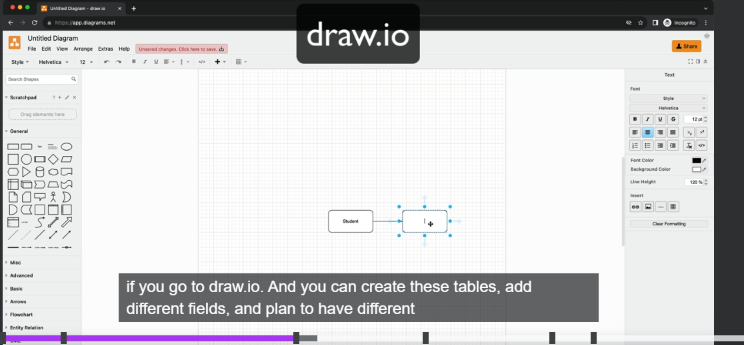 Untitled Diagram - draw.io
https://app.diagrams.net
Incognito
draw.io
Untitled Diagram
File Edit View Arrange Extras Help Unsaved changes. Click here to save.
Share
Style Helvetica 12 B I U
Search Shapes
Text
Scratchpad
Font
Style
Helvetica
Drag elements here
B I U S 12 pt
General
Font Color
Background Color
Line Height 120 %
Insert
Student
Clear Formatting
Misc
Advanced
Basic
Arrows
Flowchart
Entity Relation
if you go to draw.io. And you can create these tables, add
different fields, and plan to have different